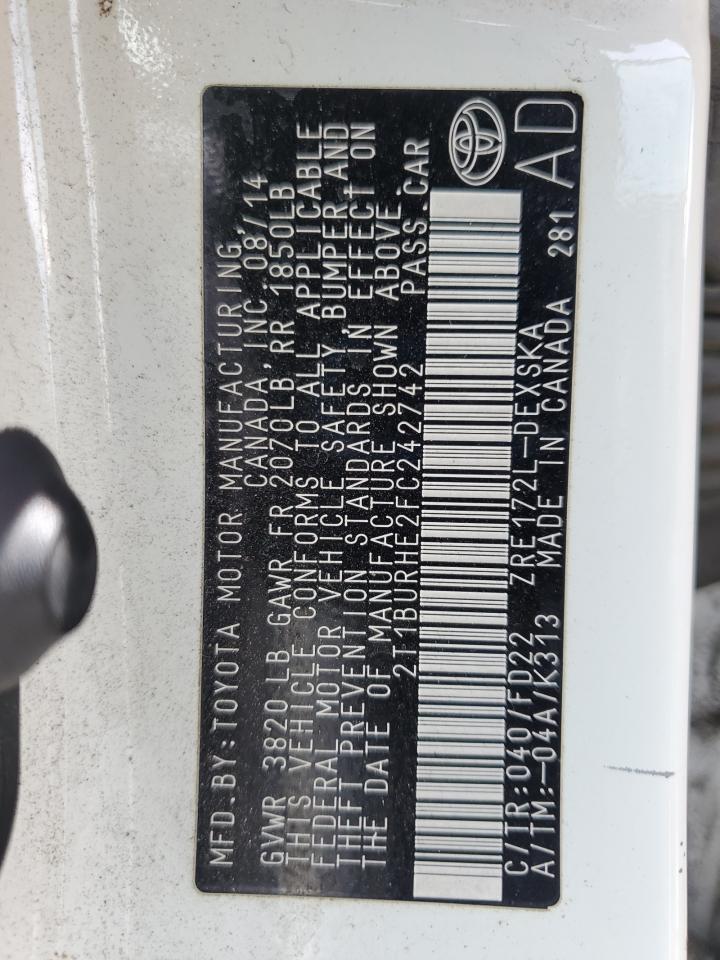 MFD.BY:TOYOTA MOTOR MANUFACTURING,
CANADA,INC. 08/14
GVWR 3820LB GAWR FR 2070LB,RR 1850LB
THIS VEHICLE CONFORMS TO ALL APPLICABLE
FEDERAL MOTOR VEHICLE SAFETY,BUMPER AND
THEFT PREVENTION STANDARDS IN EFFECT ON
THE DATE OF MANUFACTURE SHOWN ABOVE.
2T1BURHE2FC242742 PASS.CAR
C/TR:040/FD22 ZRE172L-DEXSKA
A/TM:-04A/K313 MADE IN CANADA 281
AD